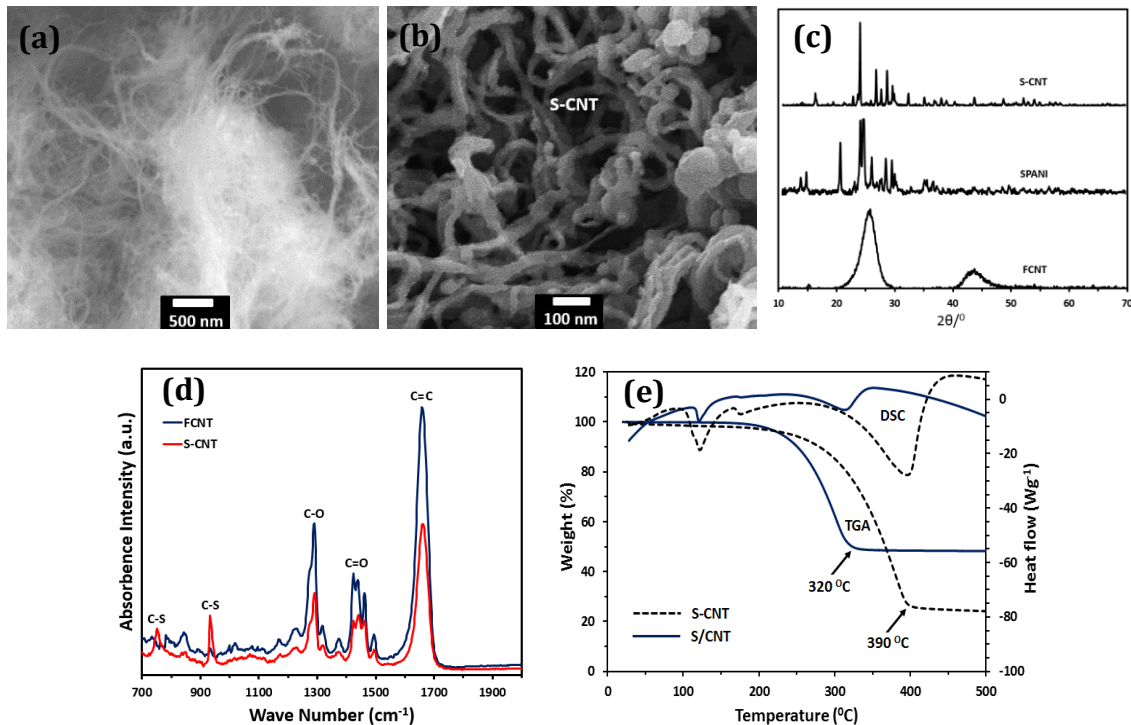 (a)
500 nm
(b)
S-CNT
100 nm
(c)
S-CNT
SPANI
FCNT
10 20 30 40 50 60 70
2θ/⁰
(d)
FCNT
S-CNT
C=C
C-O
C=O
C-S
C-S
Absorbence Intensity (a.u.)
700 900 1100 1300 1500 1700 1900
Wave Number (cm⁻¹)
(e)
120
100
80
60
40
20
0
Weight (%)
DSC
TGA
320 ⁰C
390 ⁰C
S-CNT
S/CNT
0
-20
-40
-60
-80
-100
Heat flow (Wg⁻¹)
0 100 200 300 400 500
Temperature (⁰C)